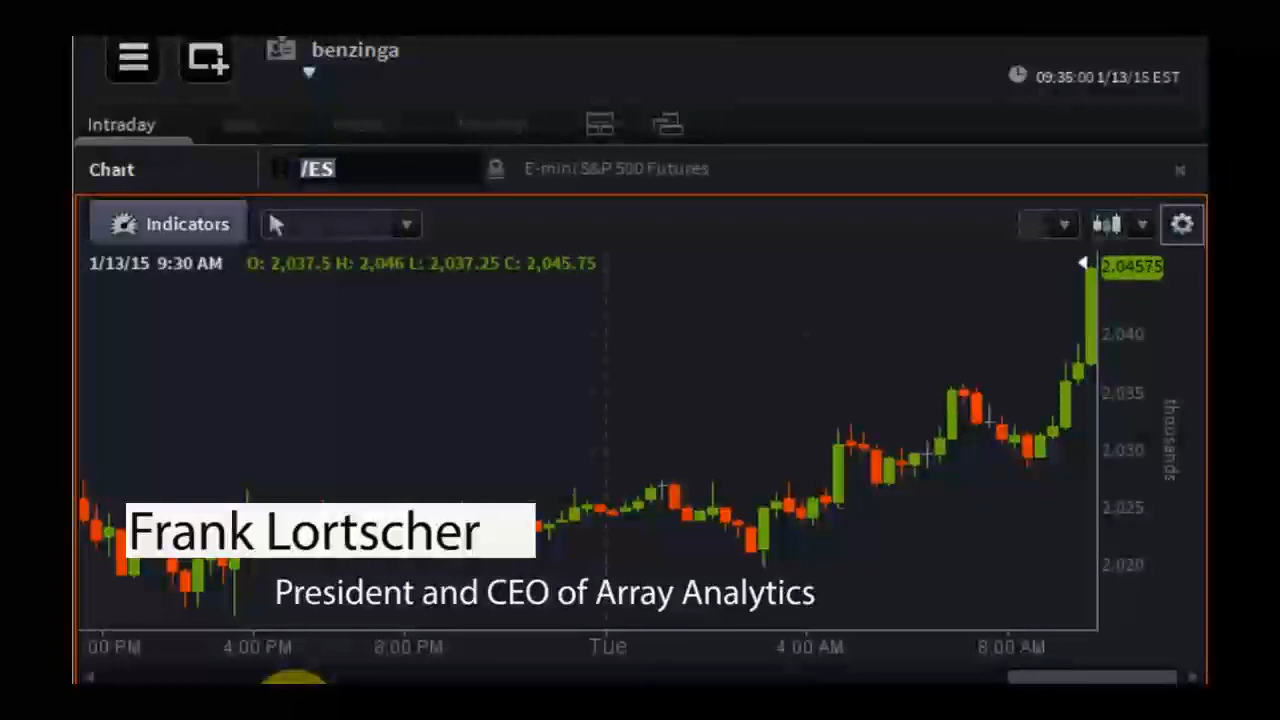 benzinga
09:35:00 1/13/15 EST
Intraday
Chart
/ES
E-mini S&P 500 Futures
Indicators
1/13/15 9:30 AM
O: 2,037.5 H: 2,046 L: 2,037.25 C: 2,045.75
2.04575
2.040
2.035
2.030
2.025
2.020
thousands
Frank Lortscher
President and CEO of Array Analytics
:00 PM
4:00 PM
8:00 PM
Tue
4:00 AM
8:00 AM